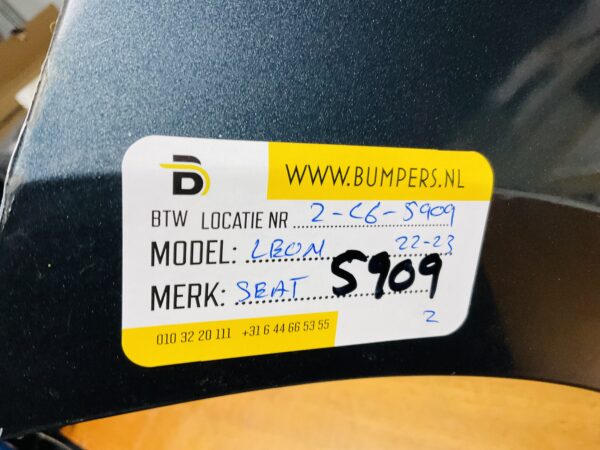 B
WWW.BUMPERS.NL
BTW LOCATIE NR 2-C6-5909
MODEL: LEON 22-23
MERK: SEAT 5909
2
010 32 20 111 +31 6 44 66 53 55